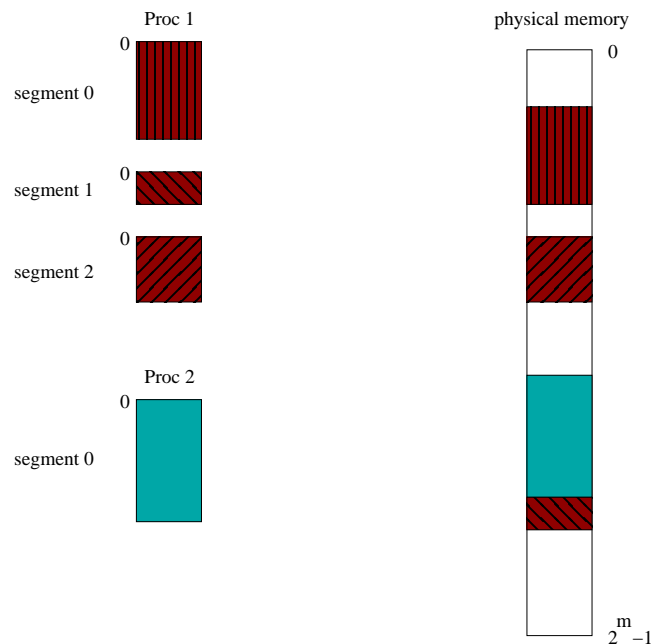 Proc 1
0
segment 0
0
segment 1
0
segment 2
Proc 2
0
segment 0
physical memory
0
2^m −1